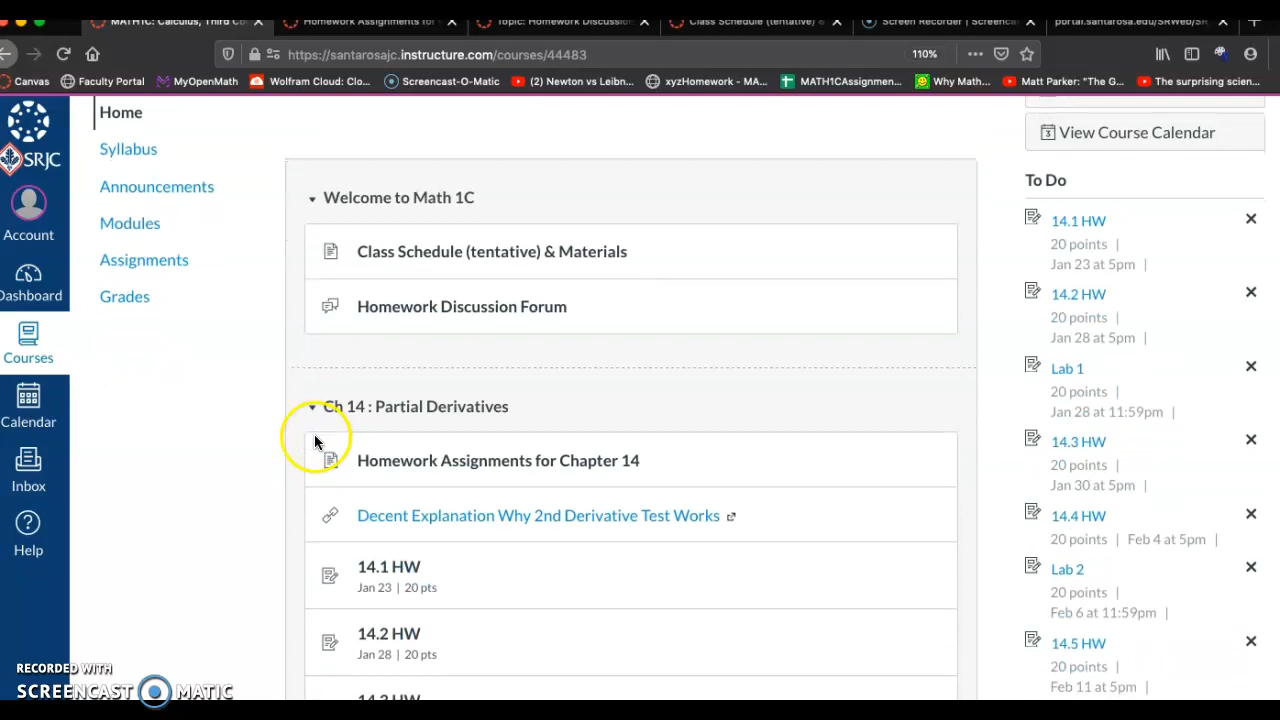 MATH1C: Calculus, Third
Homework Assignments for
Topic: Homework Discussion
Class Schedule (tentative) &
Screen Recorder | Screencast
portal.santarosa.edu/SRWeb/
https://santarosajc.instructure.com/courses/44483
110%
Canvas
Faculty Portal
MyOpenMath
Wolfram Cloud: Clo...
Screencast-O-Matic
(2) Newton vs Leibn...
xyzHomework - MA...
MATH1CAssignmen...
Why Math...
Matt Parker: "The G...
The surprising scien...
SRJC
Account
Dashboard
Courses
Calendar
Inbox
Help
Home
Syllabus
Announcements
Modules
Assignments
Grades
Welcome to Math 1C
Class Schedule (tentative) & Materials
Homework Discussion Forum
Ch 14 : Partial Derivatives
Homework Assignments for Chapter 14
Decent Explanation Why 2nd Derivative Test Works
14.1 HW
Jan 23 | 20 pts
14.2 HW
Jan 28 | 20 pts
14.3 HW
3 View Course Calendar
To Do
14.1 HW
20 points |
Jan 23 at 5pm |
14.2 HW
20 points |
Jan 28 at 5pm |
Lab 1
20 points |
Jan 28 at 11:59pm |
14.3 HW
20 points |
Jan 30 at 5pm |
14.4 HW
20 points | Feb 4 at 5pm |
Lab 2
20 points |
Feb 6 at 11:59pm |
14.5 HW
20 points |
Feb 11 at 5pm |
RECORDED WITH
SCREENCAST MATIC